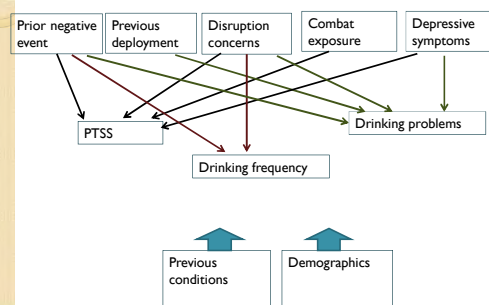 Prior negative
event
Previous
deployment
Disruption
concerns
Combat
exposure
Depressive
symptoms
PTSS
Drinking problems
Drinking frequency
Previous
conditions
Demographics